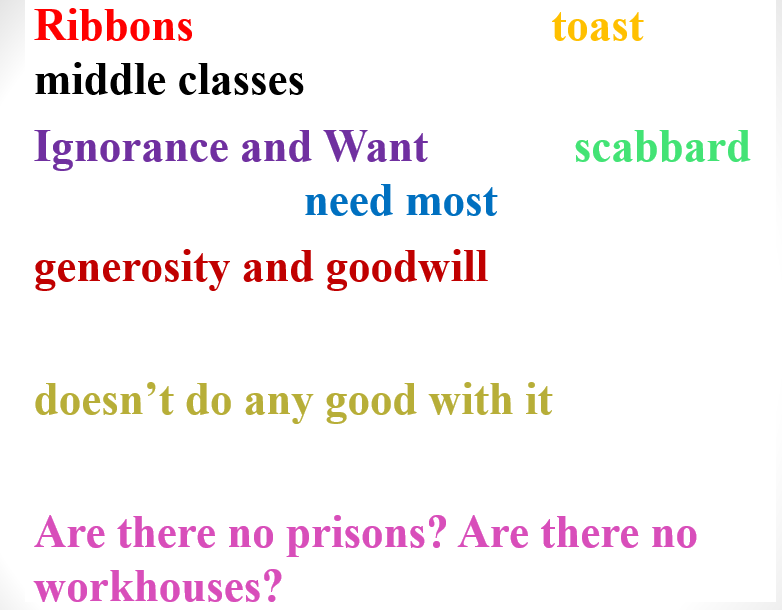 Ribbons toast
middle classes
Ignorance and Want scabbard
need most
generosity and goodwill
doesn’t do any good with it
Are there no prisons? Are there no
workhouses?